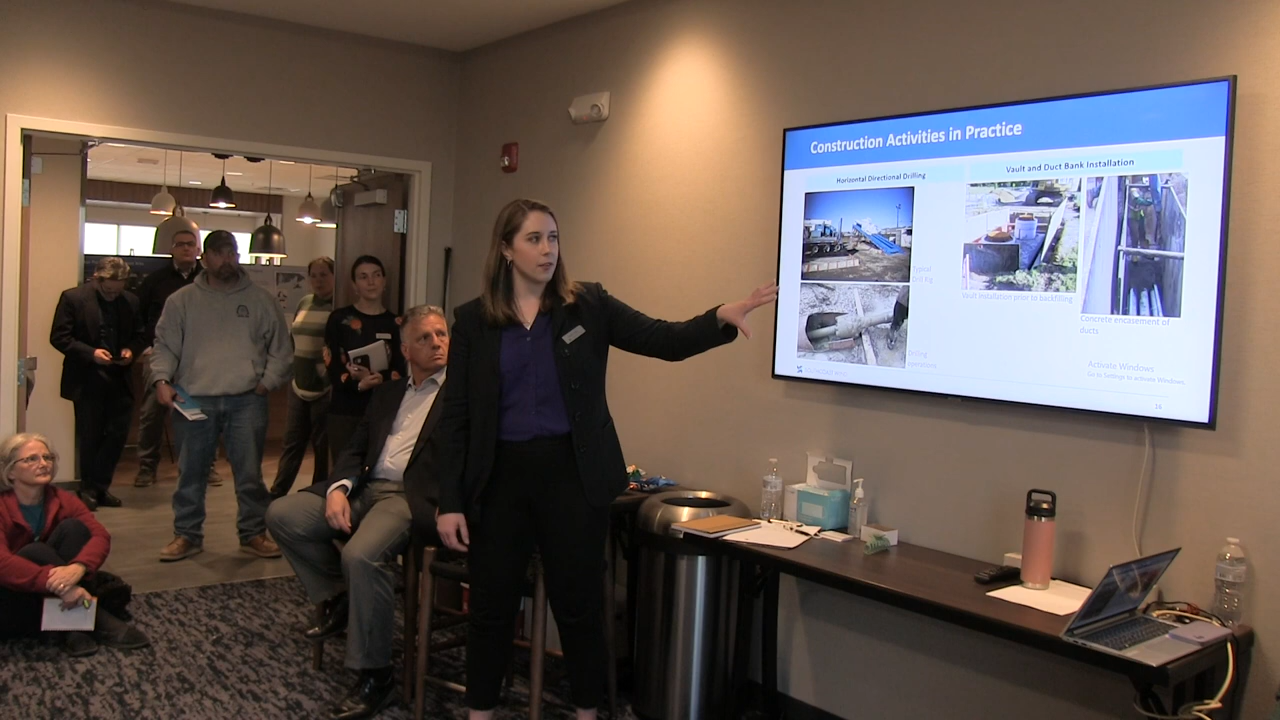 Construction Activities in Practice
Horizontal Directional Drilling
Vault and Duct Bank Installation
Typical
Drill Rig
Vault installation prior to backfilling
Concrete encasement of
ducts
Drilling
operations
Activate Windows
Go to Settings to activate Windows.